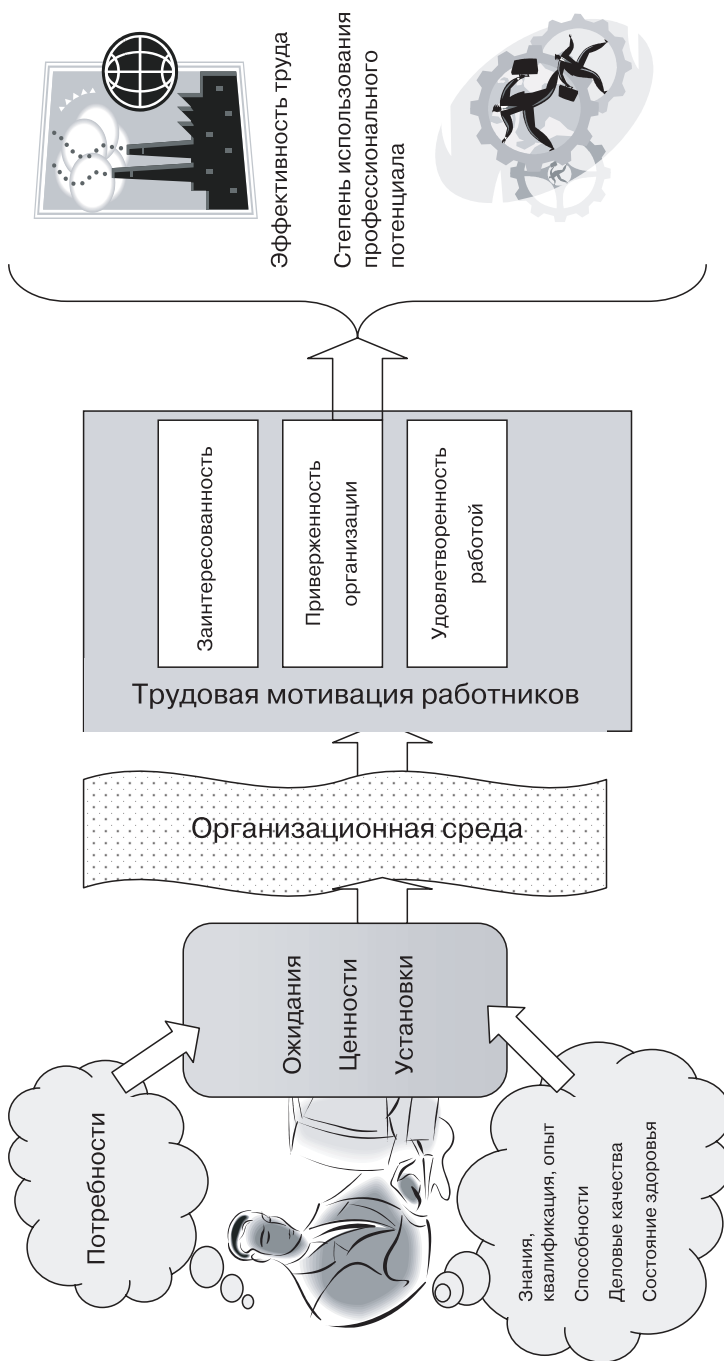 Потребности
Знания,
квалификация, опыт
Способности
Деловые качества
Состояние здоровья
Ожидания
Ценности
Установки
Организационная среда
Трудовая мотивация работников
Заинтересованность
Приверженность
организации
Удовлетворенность
работой
Эффективность труда
Степень использования
профессионального
потенциала